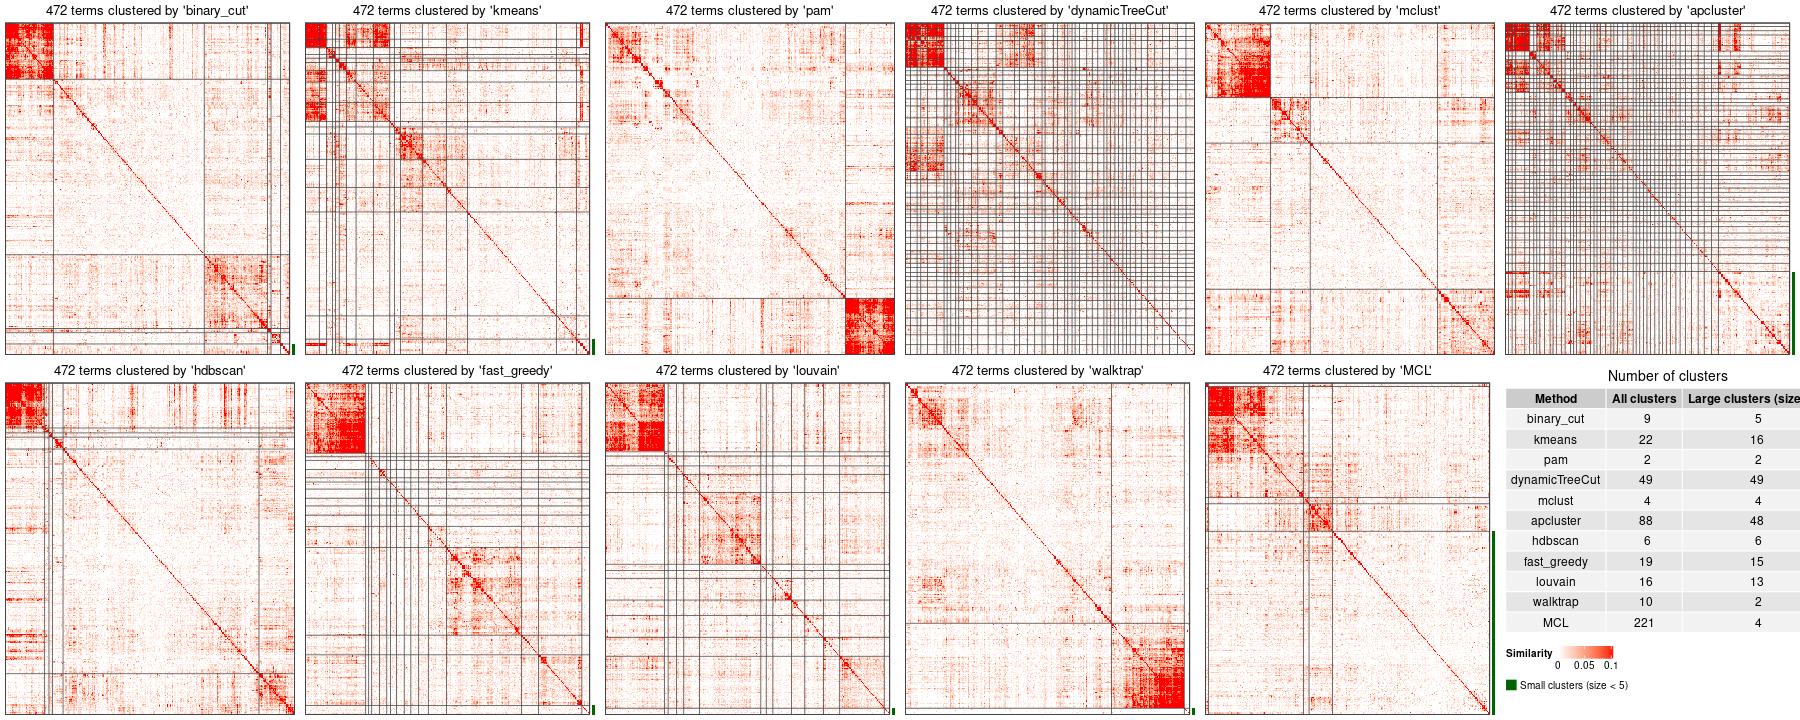 472 terms clustered by 'binary_cut'
472 terms clustered by 'kmeans'
472 terms clustered by 'pam'
472 terms clustered by 'dynamicTreeCut'
472 terms clustered by 'mclust'
472 terms clustered by 'apcluster'
472 terms clustered by 'hdbscan'
472 terms clustered by 'fast_greedy'
472 terms clustered by 'louvain'
472 terms clustered by 'walktrap'
472 terms clustered by 'MCL'
Number of clusters
Method All clusters Large clusters (size
binary_cut 9 5
kmeans 22 16
pam 2 2
dynamicTreeCut 49 49
mclust 4 4
apcluster 88 48
hdbscan 6 6
fast_greedy 19 15
louvain 16 13
walktrap 10 2
MCL 221 4
Similarity
0 0.05 0.1
Small clusters (size < 5)